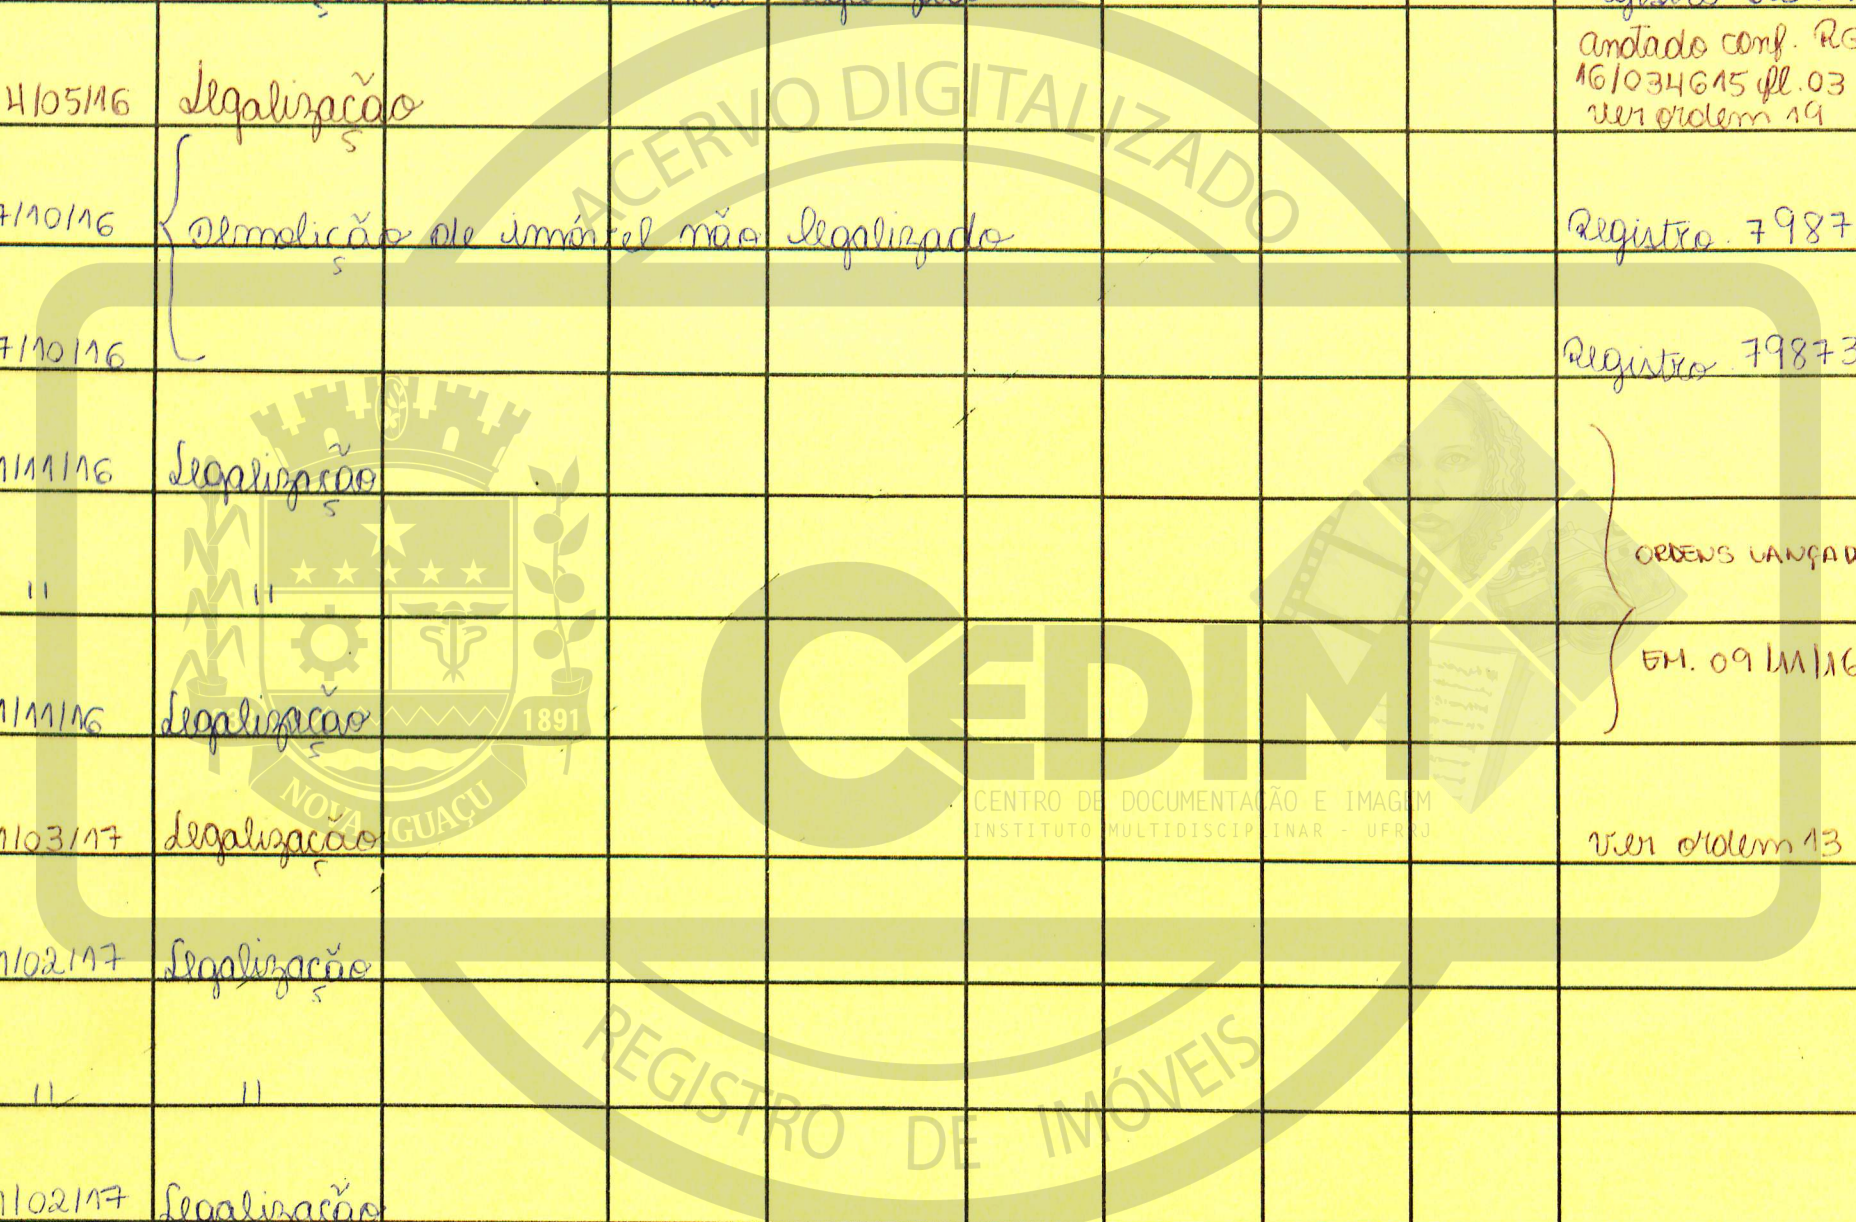 anotado conf. RG
16/034615 fl. 03
4/05/16 Legalização ver ordem 19
7/10/16 Demolição de imóvel não legalizado Registro 7987
7/10/16 Registro 79873
1/11/16 Legalização
ORDENS LANÇAD
" "
EM. 09/11/16
1/11/16 Legalização
1/03/17 Legalização ver ordem 13
1/02/17 Legalização
" "
1/02/17 Legalização
ACERVO DIGITALIZADO
1891
NOVA IGUAÇU
CEDIM
CENTRO DE DOCUMENTAÇÃO E IMAGEM
INSTITUTO MULTIDISCIPLINAR - UFRRJ
REGISTRO DE IMÓVEIS